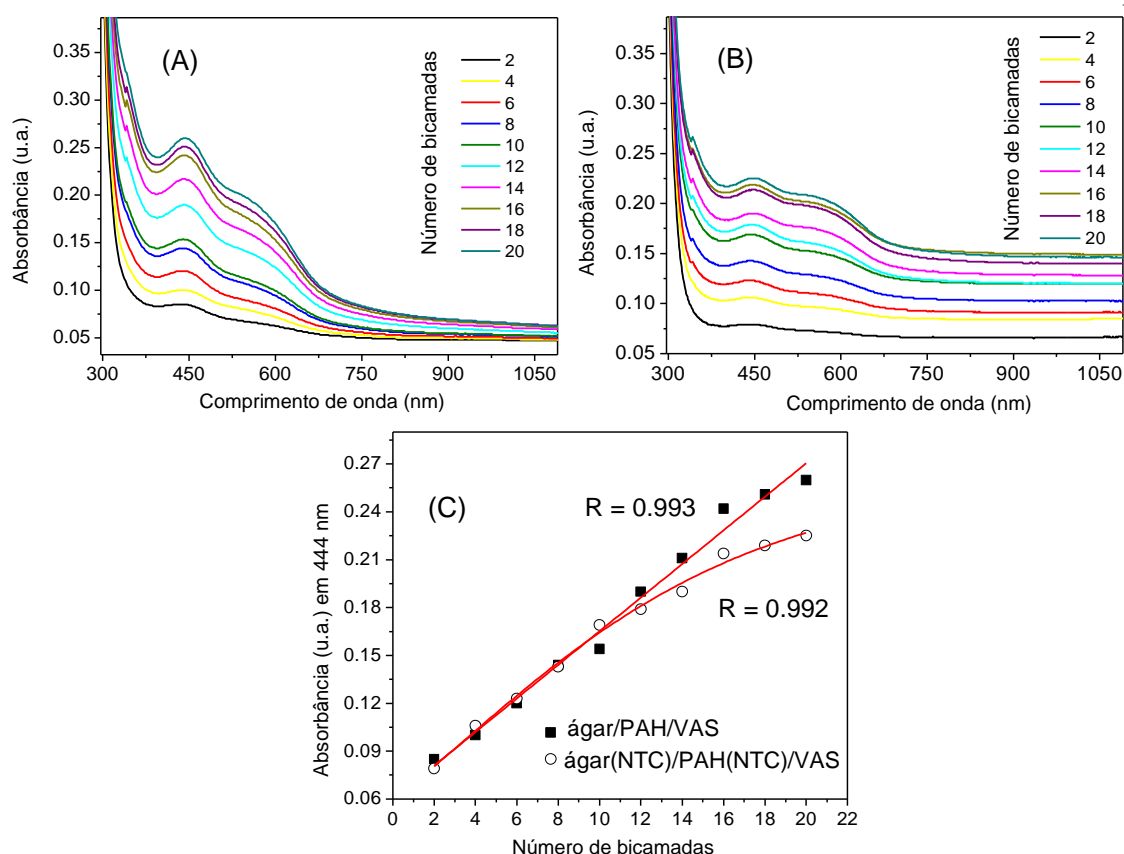 (A)
Absorbância (u.a.)
0.35
0.30
0.25
0.20
0.15
0.10
0.05
300 450 600 750 900 1050
Comprimento de onda (nm)
Número de bicamadas
2
4
6
8
10
12
14
16
18
20
(B)
Absorbância (u.a.)
0.35
0.30
0.25
0.20
0.15
0.10
0.05
300 450 600 750 900 1050
Comprimento de onda (nm)
Número de bicamadas
2
4
6
8
10
12
14
16
18
20
(C)
Absorbância (u.a.) em 444 nm
0.27
0.24
0.21
0.18
0.15
0.12
0.09
0.06
R = 0.993
R = 0.992
ágar/PAH/VAS
ágar(NTC)/PAH(NTC)/VAS
0 2 4 6 8 10 12 14 16 18 20 22
Número de bicamadas